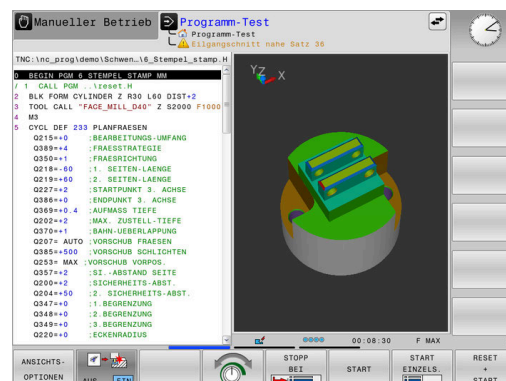 Manueller Betrieb
Programm-Test
Programm-Test
Eilgangschnitt nahe Satz 36
TNC:\nc_prog\demo\Schwen…\6_Stempel_stamp.H
0 BEGIN PGM 6_STEMPEL_STAMP MM
/ 1 CALL PGM ..\reset.H
2 BLK FORM CYLINDER Z R30 L60 DIST+2
3 TOOL CALL "FACE_MILL_D40" Z S2000 F1000
4 M3
5 CYCL DEF 233 PLANFRAESEN
Q215=+0 ;BEARBEITUNGS-UMFANG
Q389=+4 ;FRAESSTRATEGIE
Q350=+1 ;FRAESRICHTUNG
Q218=-60 ;1. SEITEN-LAENGE
Q219=+60 ;2. SEITEN-LAENGE
Q227=+2 ;STARTPUNKT 3. ACHSE
Q386=+0 ;ENDPUNKT 3. ACHSE
Q369=+0.4 ;AUFMASS TIEFE
Q202=+2 ;MAX. ZUSTELL-TIEFE
Q370=+1 ;BAHN-UEBERLAPPUNG
Q207= AUTO ;VORSCHUB FRAESEN
Q385=+500 ;VORSCHUB SCHLICHTEN
Q253= MAX ;VORSCHUB VORPOS.
Q357=+2 ;SI.-ABSTAND SEITE
Q200=+2 ;SICHERHEITS-ABST.
Q204=+50 ;2. SICHERHEITS-ABST.
Q347=+0 ;1.BEGRENZUNG
Q348=+0 ;2.BEGRENZUNG
Q349=+0 ;3.BEGRENZUNG
Q220=+0 ;ECKENRADIUS
Y Z X
00:08:30 F MAX
ANSICHTS-
OPTIONEN
AUS EIN
STOPP
BEI
START
START
EINZELS.
RESET
+
START